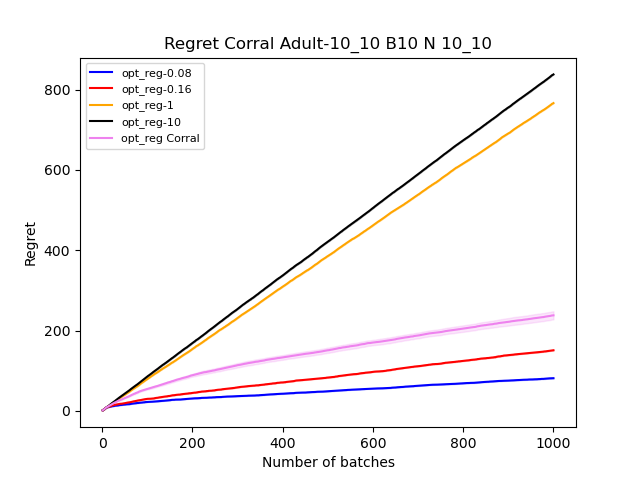 Regret Corral Adult-10_10 B10 N 10_10
opt_reg-0.08
opt_reg-0.16
opt_reg-1
opt_reg-10
opt_reg Corral
Regret
800
600
400
200
0
0 200 400 600 800 1000
Number of batches